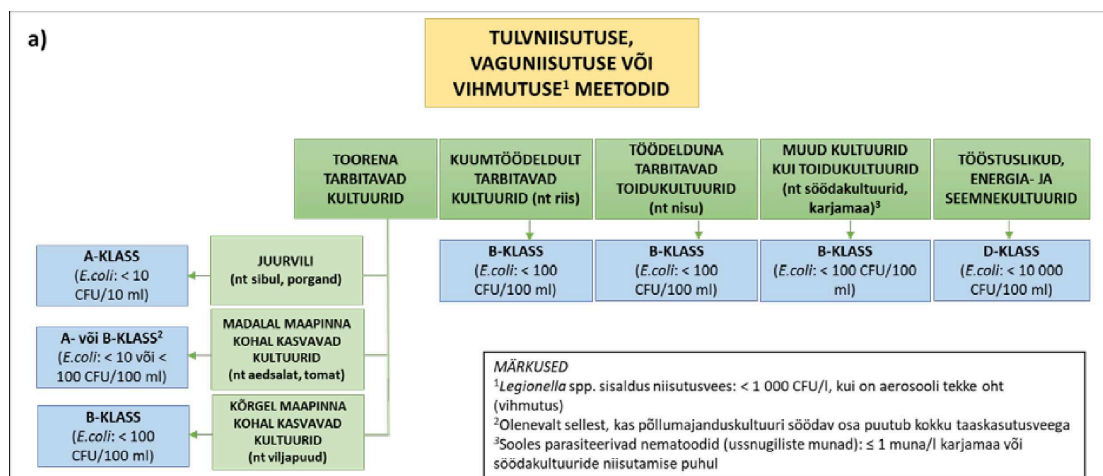 a)
TULVNIISUTUSE,
VAGUNIISUTUSE VÕI
VIHMUTUSE¹ MEETODID
TOORENA
TARBITAVAD
KULTUURID
KUUMTÖÖDELDULT
TARBITAVAD
KULTUURID (nt riis)
TÖÖDELDUNA
TARBITAVAD
TOIDUKULTUURID
(nt nisu)
MUUD KULTUURID
KUI TOIDUKULTUURID
(nt söödakultuurid,
karjamaa)³
TÖÖSTUSLIKUD,
ENERGIA- JA
SEEMNEKULTUURID
B-KLASS
(E.coli: < 100
CFU/100 ml)
B-KLASS
(E.coli: < 100
CFU/100 ml)
B-KLASS
(E.coli: < 100 CFU/100
ml)
D-KLASS
(E.coli: < 10 000
CFU/100 ml)
A-KLASS
(E.coli: < 10
CFU/10 ml)
JUURVILI
(nt sibul, porgand)
A- või B-KLASS²
(E.coli: < 10 või <
100 CFU/100 ml)
MADALAL MAAPINNA
KOHAL KASVAVAD
KULTUURID
(nt aedsalat, tomat)
B-KLASS
(E.coli: < 100
CFU/100 ml)
KÕRGEL MAAPINNA
KOHAL KASVAVAD
KULTUURID
(nt viljapuud)
MÄRKUSED
¹Legionella spp. sisaldus niisutusvees: < 1 000 CFU/l, kui on aerosooli tekke oht
(vihmutus)
²Olenevalt sellest, kas põllumajanduskultuuri söödav osa puutub kokku taaskasutusveega
³Sooles parasiteerivad nematoodid (ussnugiliste munad): ≤ 1 muna/l karjamaa või
söödakultuuride niisutamise puhul